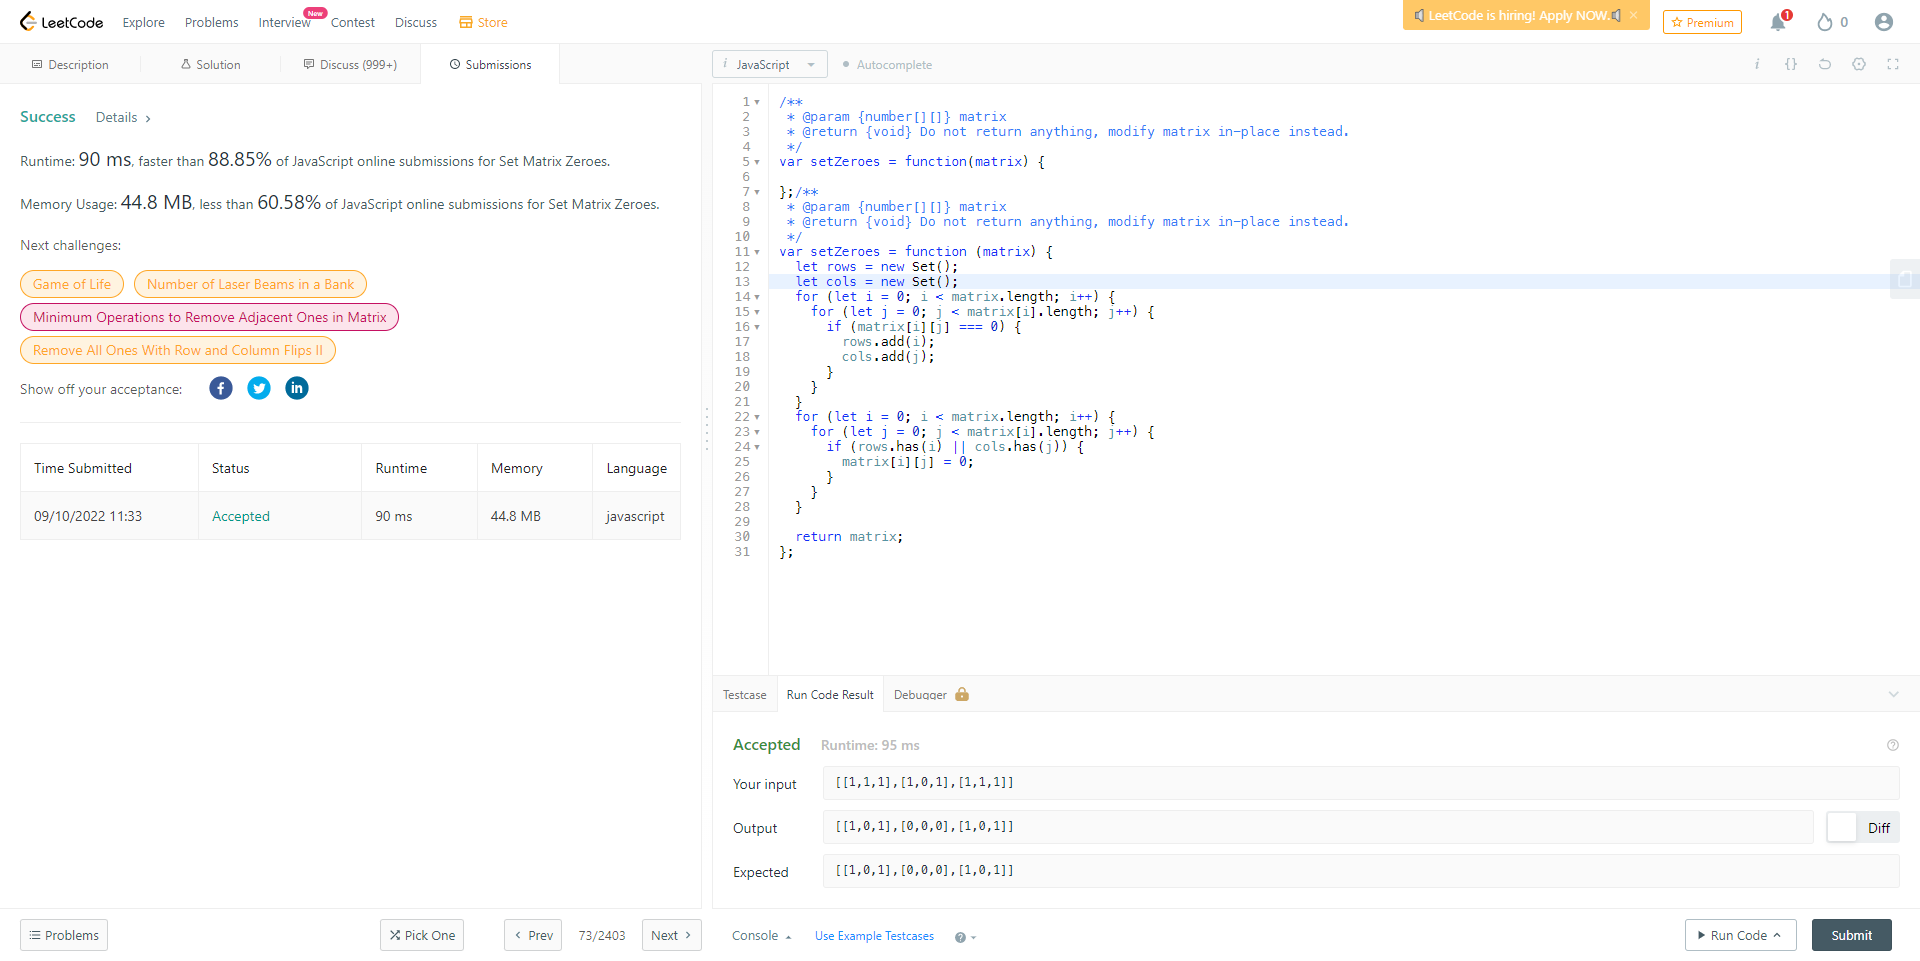 LeetCode Explore Problems Interview New Contest Discuss Store LeetCode is hiring! Apply NOW. × Premium 1 0
Description Solution Discuss (999+) Submissions
i JavaScript Autocomplete i {}
Success Details >
Runtime: 90 ms, faster than 88.85% of JavaScript online submissions for Set Matrix Zeroes.
Memory Usage: 44.8 MB, less than 60.58% of JavaScript online submissions for Set Matrix Zeroes.
Next challenges:
Game of Life Number of Laser Beams in a Bank
Minimum Operations to Remove Adjacent Ones in Matrix
Remove All Ones With Row and Column Flips II
Show off your acceptance: f in
Time Submitted Status Runtime Memory Language
09/10/2022 11:33 Accepted 90 ms 44.8 MB javascript
1 /**
2 * @param {number[][]} matrix
3 * @return {void} Do not return anything, modify matrix in-place instead.
4 */
5 var setZeroes = function(matrix) {
6
7 };/**
8 * @param {number[][]} matrix
9 * @return {void} Do not return anything, modify matrix in-place instead.
10 */
11 var setZeroes = function (matrix) {
12 let rows = new Set();
13 let cols = new Set();
14 for (let i = 0; i < matrix.length; i++) {
15 for (let j = 0; j < matrix[i].length; j++) {
16 if (matrix[i][j] === 0) {
17 rows.add(i);
18 cols.add(j);
19 }
20 }
21 }
22 for (let i = 0; i < matrix.length; i++) {
23 for (let j = 0; j < matrix[i].length; j++) {
24 if (rows.has(i) || cols.has(j)) {
25 matrix[i][j] = 0;
26 }
27 }
28 }
29
30 return matrix;
31 };
Testcase Run Code Result Debugger
Accepted Runtime: 95 ms ?
Your input [[1,1,1],[1,0,1],[1,1,1]]
Output [[1,0,1],[0,0,0],[1,0,1]] Diff
Expected [[1,0,1],[0,0,0],[1,0,1]]
Problems Pick One < Prev 73/2403 Next > Console Use Example Testcases ? Run Code Submit